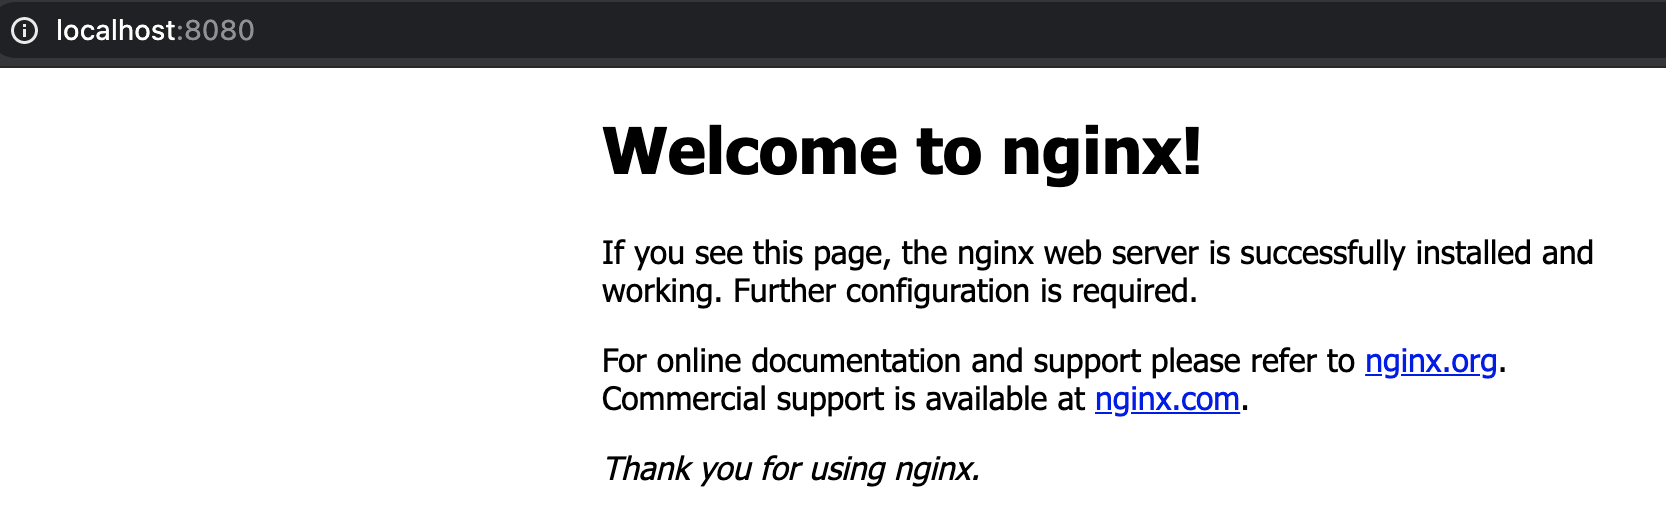 localhost:8080
Welcome to nginx!
If you see this page, the nginx web server is successfully installed and
working. Further configuration is required.
For online documentation and support please refer to nginx.org.
Commercial support is available at nginx.com.
Thank you for using nginx.